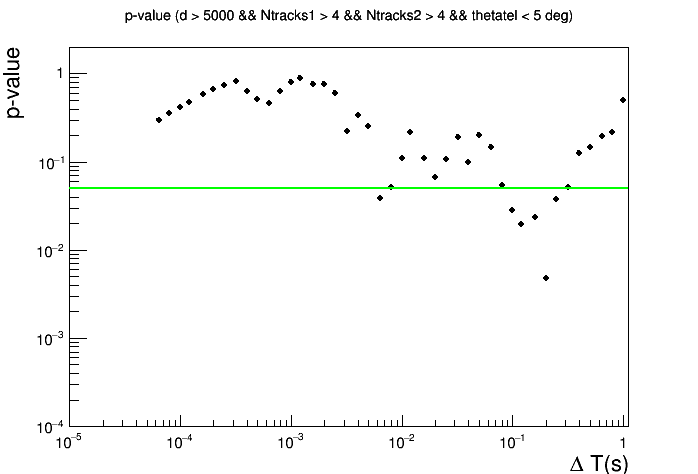 p-value (d > 5000 && Ntracks1 > 4 && Ntracks2 > 4 && thetatel < 5 deg)
p-value
1
10⁻¹
10⁻²
10⁻³
10⁻⁴
10⁻⁵ 10⁻⁴ 10⁻³ 10⁻² 10⁻¹ 1
Δ T(s)